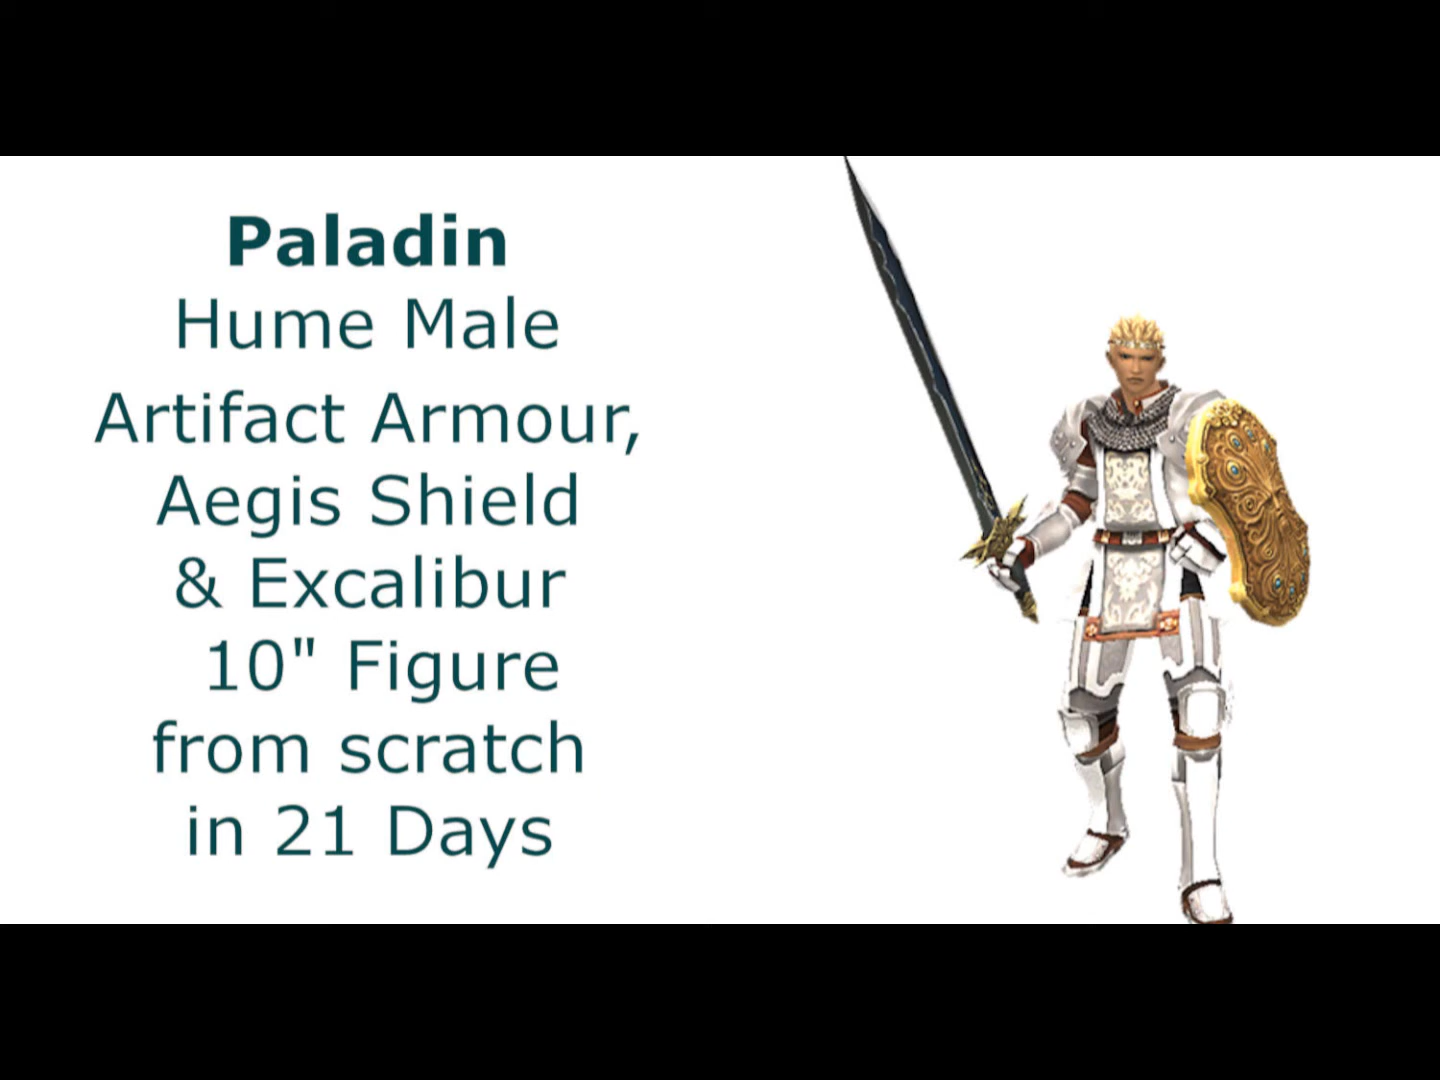 Paladin
Hume Male
Artifact Armour,
Aegis Shield
& Excalibur
10" Figure
from scratch
in 21 Days